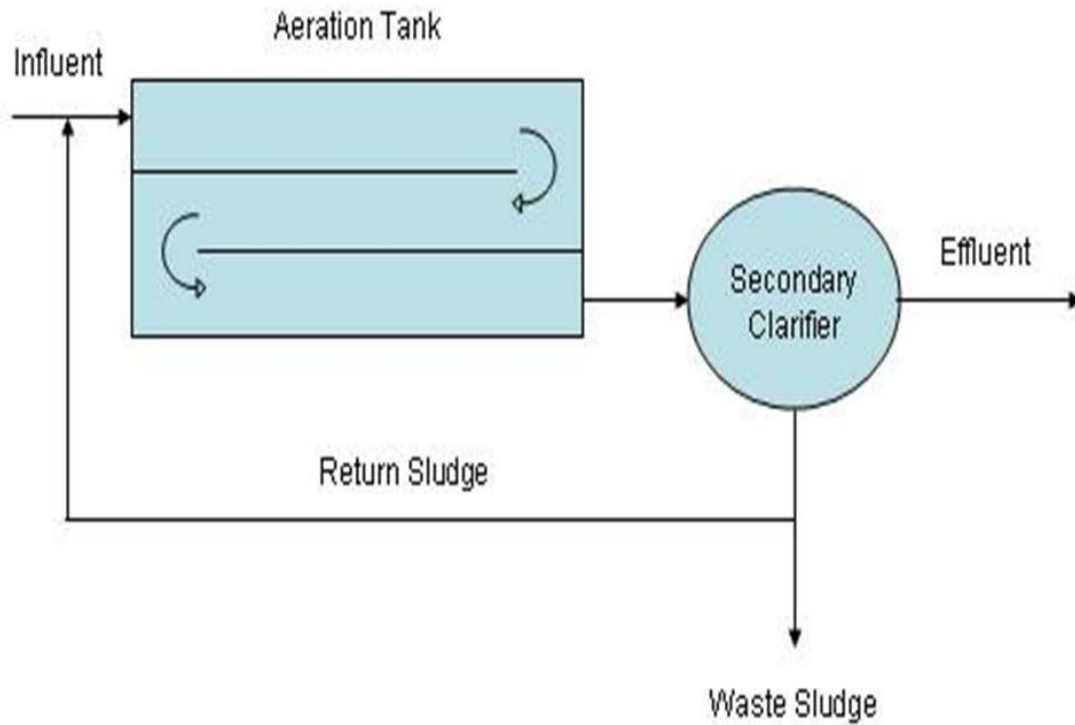 Aeration Tank
Influent
Secondary
Clarifier
Effluent
Return Sludge
Waste Sludge